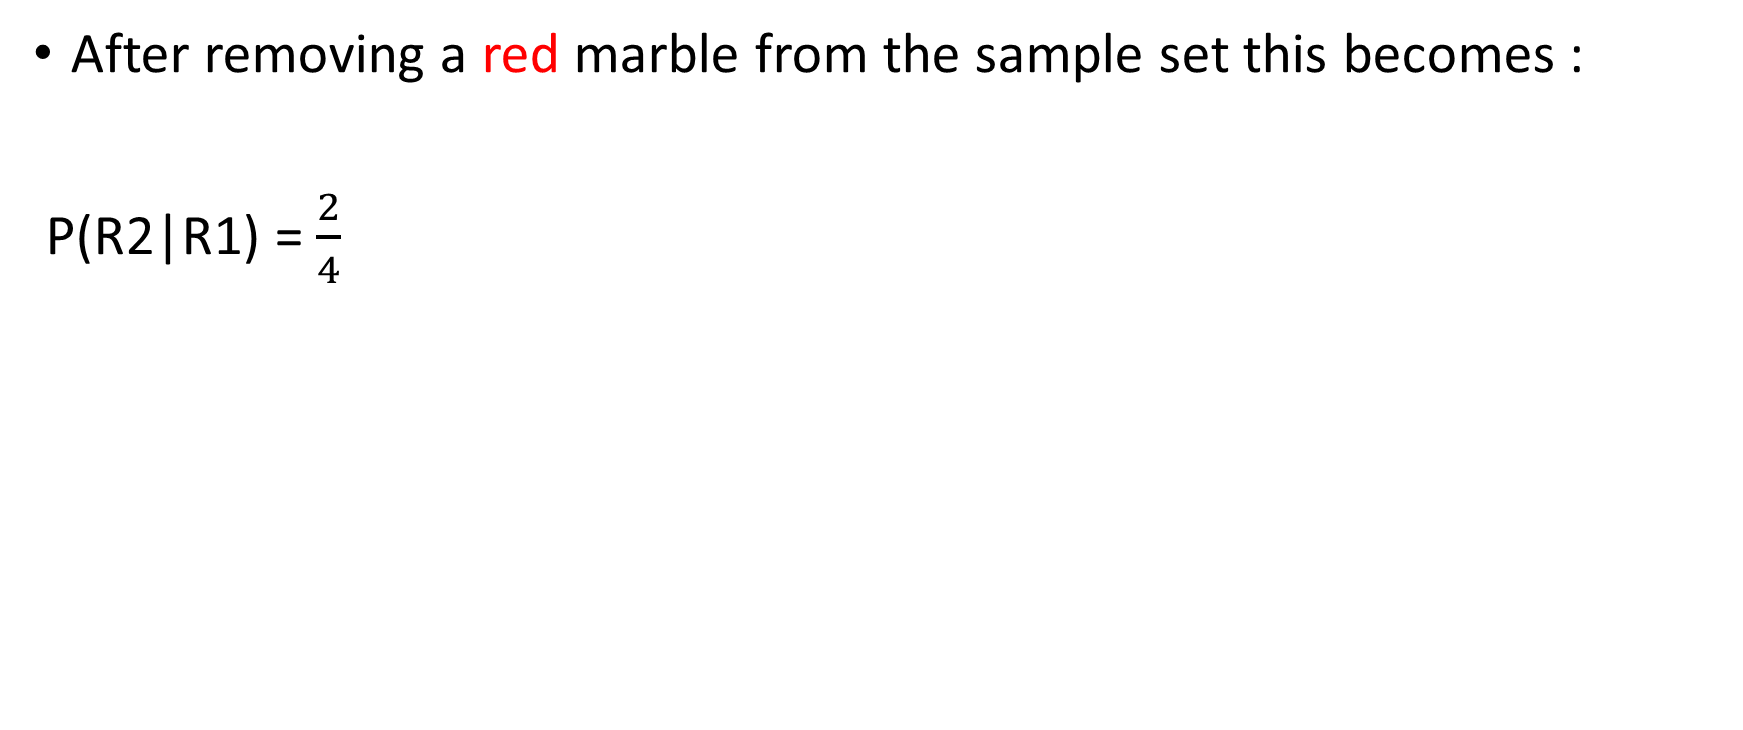 • After removing a red marble from the sample set this becomes :
P(R2|R1) = 2/4